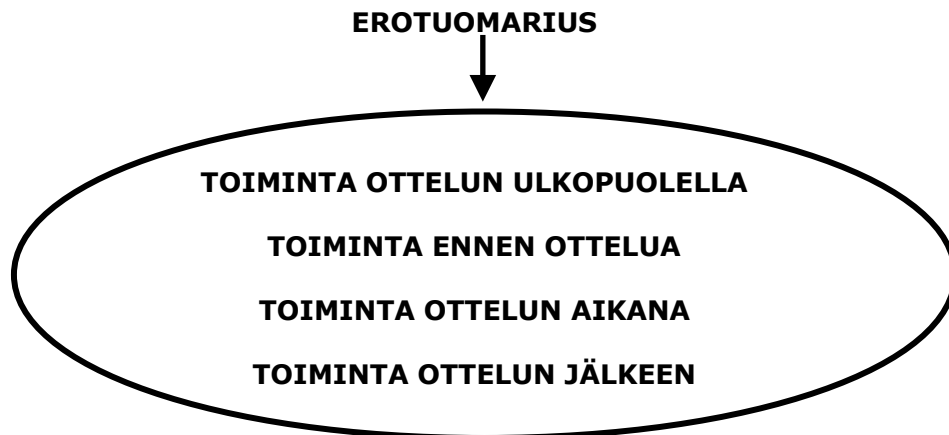 EROTUOMARIUS
TOIMINTA OTTELUN ULKOPUOLELLA
TOIMINTA ENNEN OTTELUA
TOIMINTA OTTELUN AIKANA
TOIMINTA OTTELUN JÄLKEEN